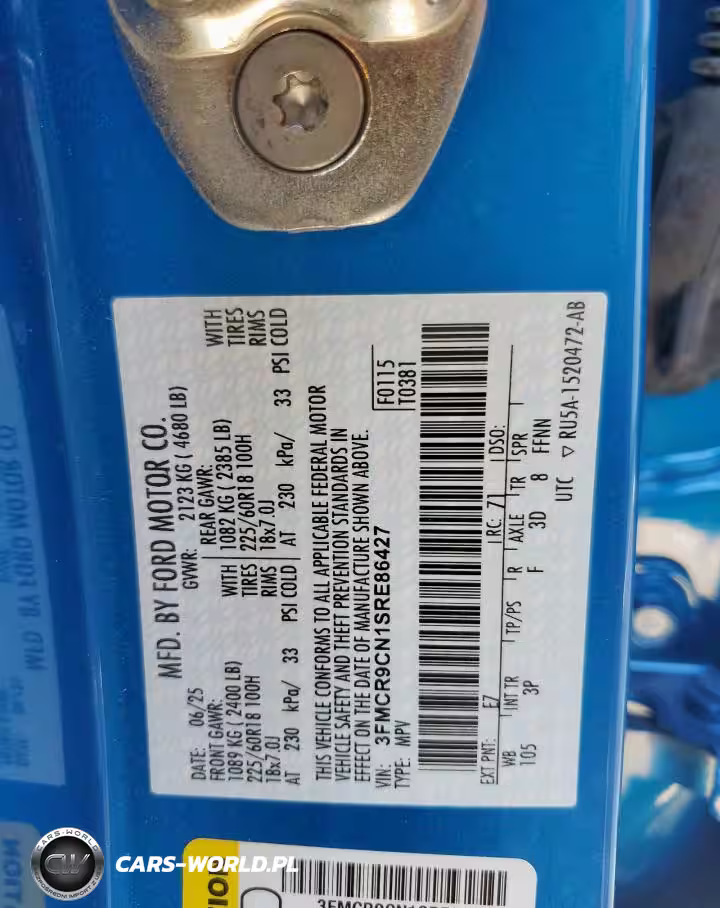 MFD. BY FORD MOTOR CO.
DATE: 06/25 GVWR: 2123 KG ( 4680 LB)
FRONT GAWR: REAR GAWR:
1089 KG ( 2400 LB) WITH 1082 KG ( 2385 LB) WITH
225/60R18 100H TIRES 225/60R18 100H TIRES
18x7.0J RIMS 18x7.0J RIMS
AT 230 kPa/ 33 PSI COLD AT 230 kPa/ 33 PSI COLD
THIS VEHICLE CONFORMS TO ALL APPLICABLE FEDERAL MOTOR
VEHICLE SAFETY AND THEFT PREVENTION STANDARDS IN
EFFECT ON THE DATE OF MANUFACTURE SHOWN ABOVE.
VIN: 3FMCR9CN1SRE86427 F0115
TYPE: MPV T0381
EXT PNT: E7 RC: 71 DSO:
WB INT TR TP/PS R AXLE TR SPR
105 3P F 3D 8 FFNN
UTC ▽ RU5A-1520472-AB
CARS-WORLD
CW
CARS-WORLD.PL